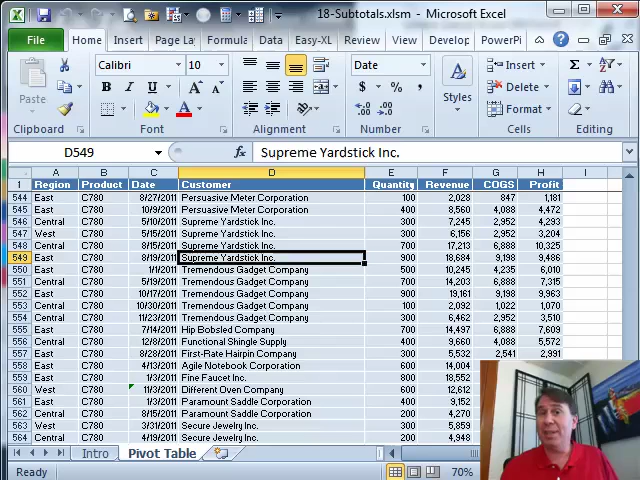 18-Subtotals.xlsm - Microsoft Excel
File Home Insert Page La Formula Data Easy-XL Review View Develop PowerPi
Calibri 10 Date Insert
Paste B I U A A $ % , Styles Delete
Format
Clipboard Font Alignment Number Cells Editing
D549 Supreme Yardstick Inc.
A B C D E F G H I J
1 Region Product Date Customer Quantity Revenue COGS Profit
544 East C780 8/27/2011 Persuasive Meter Corporation 100 2,028 847 1,181
545 East C780 10/9/2011 Persuasive Meter Corporation 400 8,560 4,088 4,472
546 Central C780 5/10/2011 Supreme Yardstick Inc. 300 7,245 2,952 4,293
547 West C780 5/13/2011 Supreme Yardstick Inc. 300 6,156 2,952 3,204
548 Central C780 8/15/2011 Supreme Yardstick Inc. 700 17,213 6,888 10,325
549 East C780 8/19/2011 Supreme Yardstick Inc. 900 18,684 9,198 9,486
550 East C780 1/1/2011 Tremendous Gadget Company 500 10,245 4,235 6,010
551 Central C780 5/19/2011 Tremendous Gadget Company 700 14,203 6,888 7,315
552 East C780 10/17/2011 Tremendous Gadget Company 900 19,161 9,198 9,963
553 East C780 10/30/2011 Tremendous Gadget Company 100 2,092 1,022 1,070
554 Central C780 11/23/2011 Tremendous Gadget Company 300 6,462 2,952 3,510
555 East C780 7/14/2011 Hip Bobsled Company 700 14,497 6,888 7,609
556 Central C780 12/8/2011 Functional Shingle Supply 400 9,660 4,088 5,572
557 East C780 8/28/2011 First-Rate Hairpin Company 300 5,532 2,541 2,991
558 East C780 4/13/2011 Agile Notebook Corporation 600 14,004
559 East C780 1/3/2011 Fine Faucet Inc. 800 18,552
560 West C780 11/3/2011 Different Oven Company 600 12,612
561 East C780 1/3/2011 Paramount Saddle Corporation 400 9,152
562 Central C780 8/15/2011 Paramount Saddle Corporation 200 4,270
563 West C780 3/31/2011 Secure Jewelry Inc. 300 5,859
564 Central C780 4/19/2011 Secure Jewelry Inc. 200 4,948
Intro Pivot Table
Ready 70%